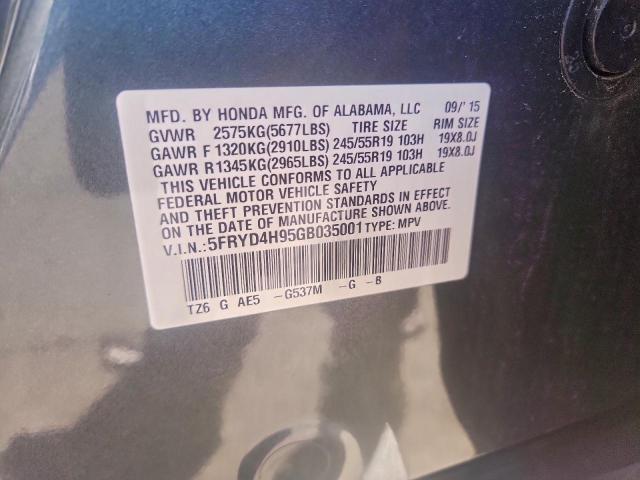 MFD. BY HONDA MFG. OF ALABAMA, LLC 09/' 15
GVWR 2575KG(5677LBS) TIRE SIZE RIM SIZE
GAWR F 1320KG(2910LBS) 245/55R19 103H 19X8.0J
GAWR R1345KG(2965LBS) 245/55R19 103H 19X8.0J
THIS VEHICLE CONFORMS TO ALL APPLICABLE
FEDERAL MOTOR VEHICLE SAFETY
AND THEFT PREVENTION STANDARDS IN EFFECT
ON THE DATE OF MANUFACTURE SHOWN ABOVE.
V.I.N.:5FRYD4H95GB035001 TYPE: MPV
TZ6 G AE5 -G537M -G -B